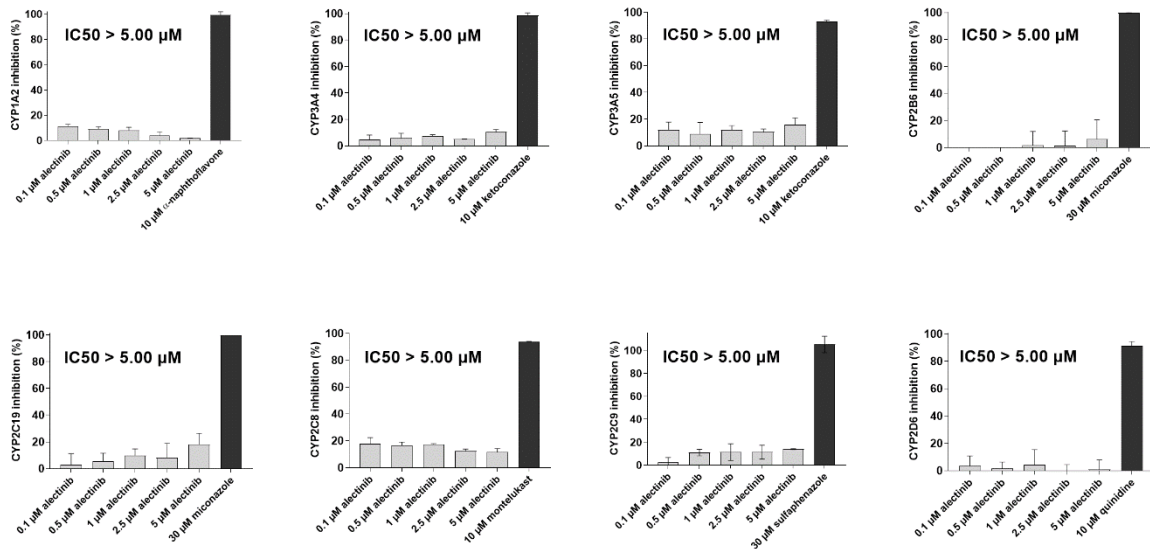 CYP1A2 inhibition (%)
100
80
60
40
20
0
IC50 > 5.00 µM
0.1 µM alectinib
0.5 µM alectinib
1 µM alectinib
2.5 µM alectinib
5 µM alectinib
10 µM α-naphthoflavone
CYP3A4 inhibition (%)
100
80
60
40
20
0
IC50 > 5.00 µM
0.1 µM alectinib
0.5 µM alectinib
1 µM alectinib
2.5 µM alectinib
5 µM alectinib
10 µM ketoconazole
CYP3A5 inhibition (%)
100
80
60
40
20
0
IC50 > 5.00 µM
0.1 µM alectinib
0.5 µM alectinib
1 µM alectinib
2.5 µM alectinib
5 µM alectinib
10 µM ketoconazole
CYP2B6 inhibition (%)
100
80
60
40
20
0
IC50 > 5.00 µM
0.1 µM alectinib
0.5 µM alectinib
1 µM alectinib
2.5 µM alectinib
5 µM alectinib
30 µM miconazole
CYP2C19 inhibition (%)
100
80
60
40
20
0
IC50 > 5.00 µM
0.1 µM alectinib
0.5 µM alectinib
1 µM alectinib
2.5 µM alectinib
5 µM alectinib
30 µM miconazole
CYP2C8 inhibition (%)
100
80
60
40
20
0
IC50 > 5.00 µM
0.1 µM alectinib
0.5 µM alectinib
1 µM alectinib
2.5 µM alectinib
5 µM alectinib
10 µM montelukast
CYP2C9 inhibition (%)
100
80
60
40
20
0
IC50 > 5.00 µM
0.1 µM alectinib
0.5 µM alectinib
1 µM alectinib
2.5 µM alectinib
5 µM alectinib
30 µM sulfaphenazole
CYP2D6 inhibition (%)
100
80
60
40
20
0
IC50 > 5.00 µM
0.1 µM alectinib
0.5 µM alectinib
1 µM alectinib
2.5 µM alectinib
5 µM alectinib
10 µM quinidine